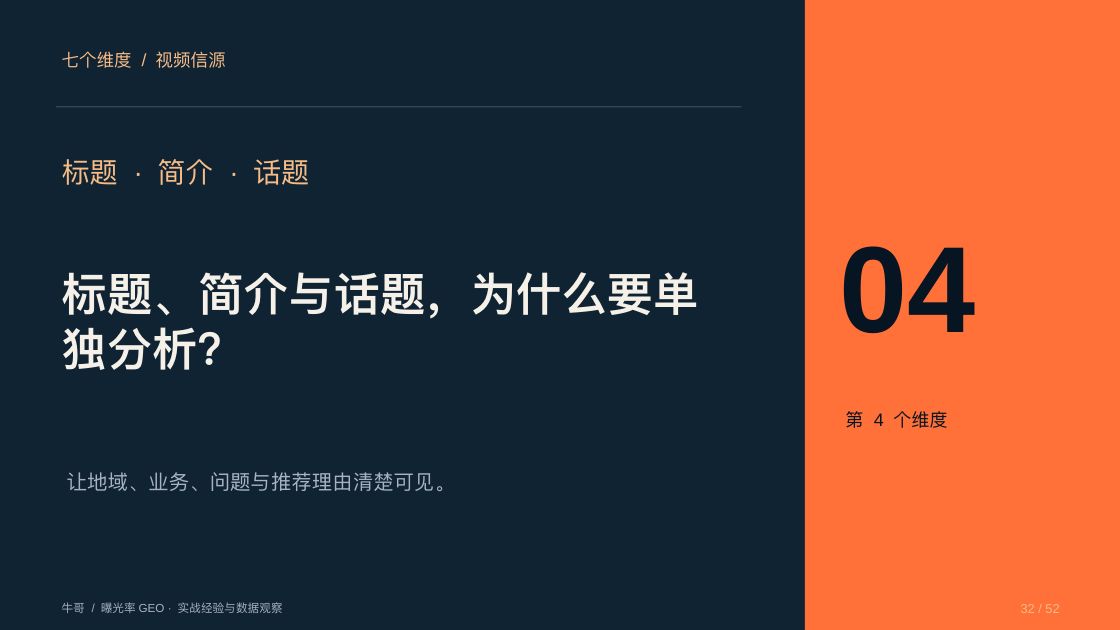 七个维度 / 视频信源
标题 · 简介 · 话题
标题、简介与话题，为什么要单
独分析？
让地域、业务、问题与推荐理由清楚可见。
04
第 4 个维度
牛哥 / 曝光率 GEO · 实战经验与数据观察
32 / 52